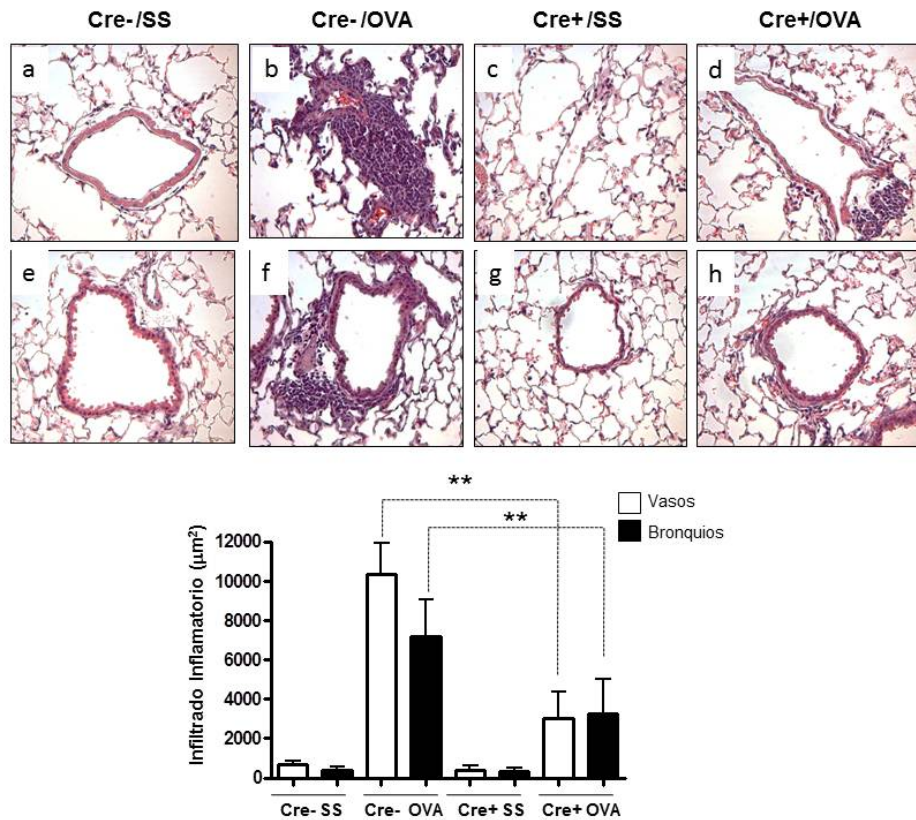 Cre-/SS Cre-/OVA Cre+/SS Cre+/OVA
a b c d
e f g h
** Vasos
** Bronquios
Infiltrado Inflamatorio (µm²)
12000
10000
8000
6000
4000
2000
0
Cre- SS Cre- OVA Cre+ SS Cre+ OVA